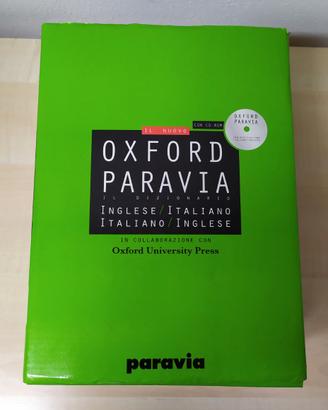 IL NUOVO
CON CD ROM
OXFORD
PARAVIA
OXFORD
PARAVIA
IL DIZIONARIO
INGLESE/ITALIANO
ITALIANO/INGLESE
IN COLLABORAZIONE CON
Oxford University Press
paravia